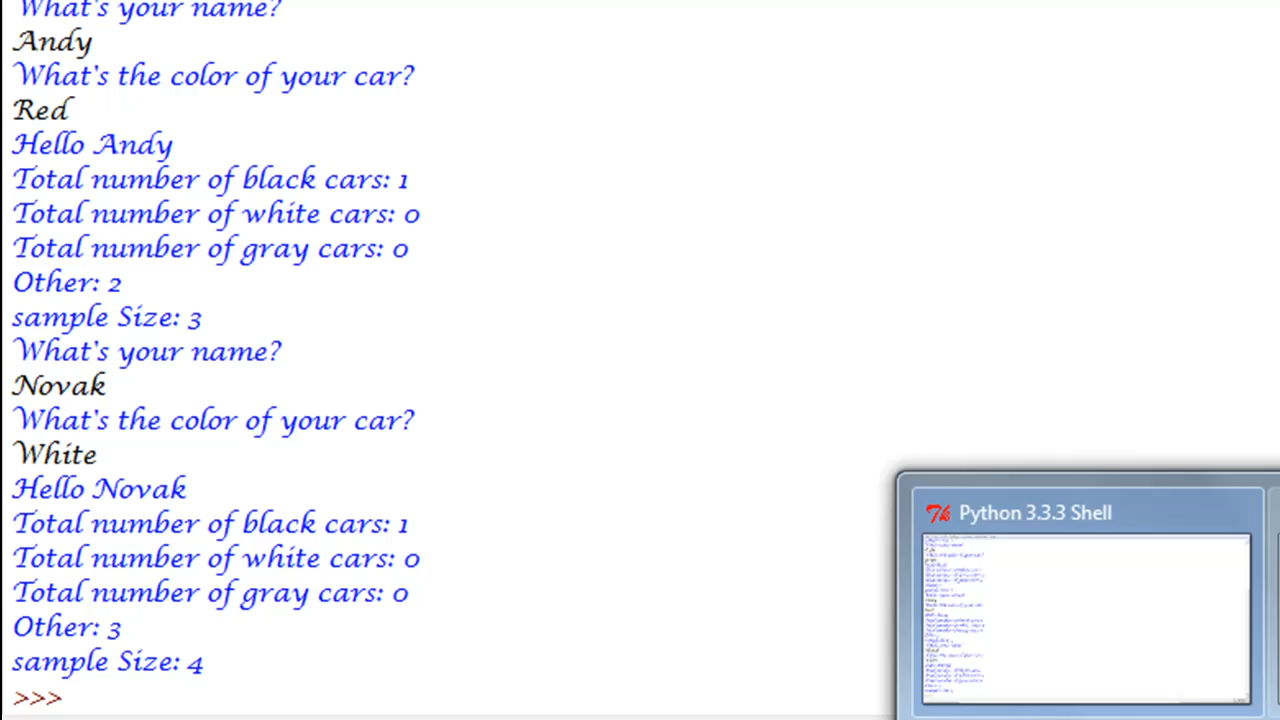 What's your name?
Andy
What's the color of your car?
Red
Hello Andy
Total number of black cars: 1
Total number of white cars: 0
Total number of gray cars: 0
Other: 2
sample Size: 3
What's your name?
Novak
What's the color of your car?
White
Hello Novak
Total number of black cars: 1
Total number of white cars: 0
Total number of gray cars: 0
Other: 3
sample Size: 4
>>>
Tk Python 3.3.3 Shell